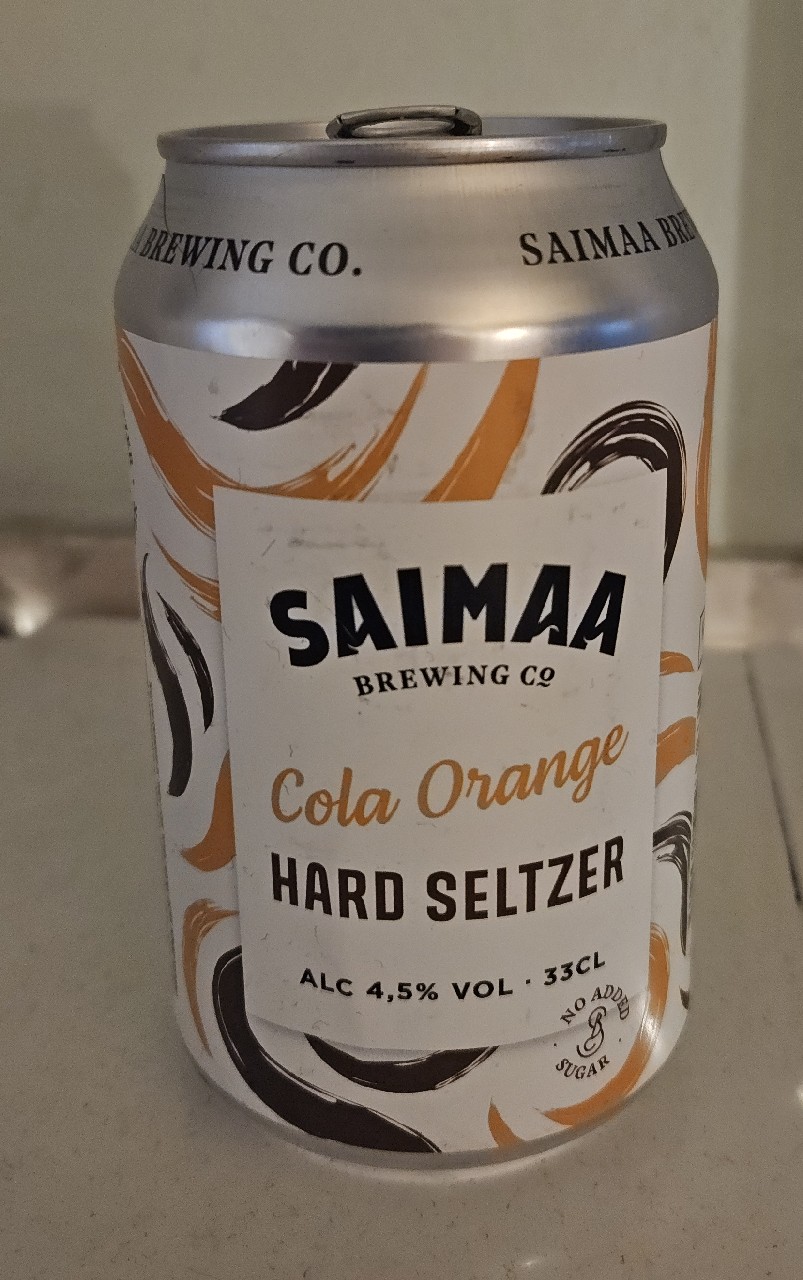 BREWING CO.
SAIMAA
SAIMAA
BREWING Co
Cola Orange
HARD SELTZER
ALC 4,5% VOL · 33CL
NO ADDED
SUGAR